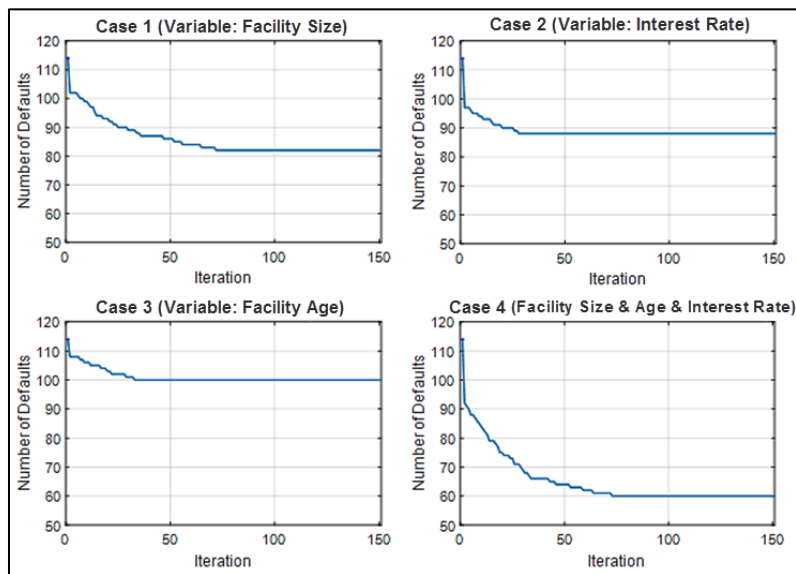 Case 1 (Variable: Facility Size)
120
110
100
90
80
70
60
50
Number of Defaults
0 50 100 150
Iteration
Case 2 (Variable: Interest Rate)
120
110
100
90
80
70
60
50
Number of Defaults
0 50 100 150
Iteration
Case 3 (Variable: Facility Age)
120
110
100
90
80
70
60
50
Number of Defaults
0 50 100 150
Iteration
Case 4 (Facility Size & Age & Interest Rate)
120
110
100
90
80
70
60
50
Number of Defaults
0 50 100 150
Iteration